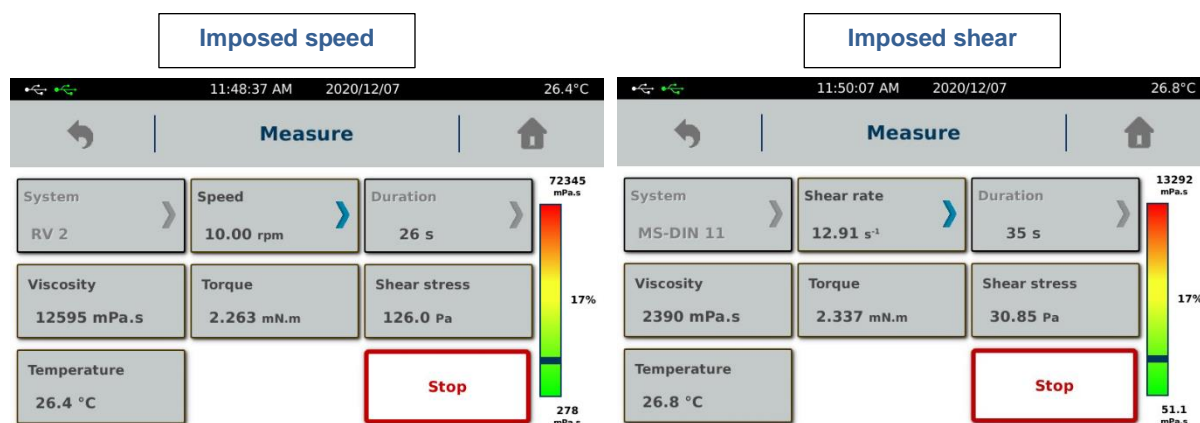 Imposed speed
11:48:37 AM 2020/12/07 26.4°C
Measure
System
RV 2
Speed
10.00 rpm
Duration
26 s
72345
mPa.s
Viscosity
12595 mPa.s
Torque
2.263 mN.m
Shear stress
126.0 Pa
17%
Temperature
26.4 °C
Stop
278
mPa.s
Imposed shear
11:50:07 AM 2020/12/07 26.8°C
Measure
System
MS-DIN 11
Shear rate
12.91 s⁻¹
Duration
35 s
13292
mPa.s
Viscosity
2390 mPa.s
Torque
2.337 mN.m
Shear stress
30.85 Pa
17%
Temperature
26.8 °C
Stop
51.1
mPa.s